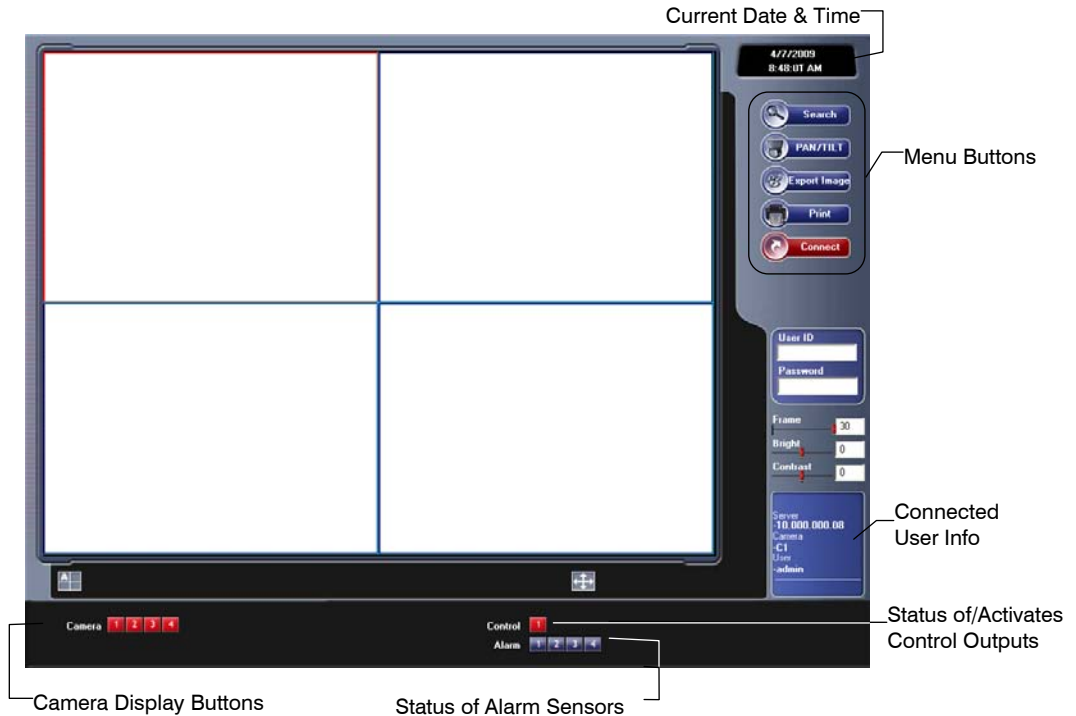 Current Date & Time
4/7/2009
8:48:01 AM
Search
PAN/TILT
Menu Buttons
Export Image
Print
Connect
User ID
Password
Frame 30
Bright 0
Contrast 0
Connected
User Info
Server
-10.000.000.08
Camera
-C1
User
-admin
A
Status of/Activates
Control Outputs
Camera 1 2 3 4
Control 1
Alarm 1 2 3 4
Camera Display Buttons
Status of Alarm Sensors